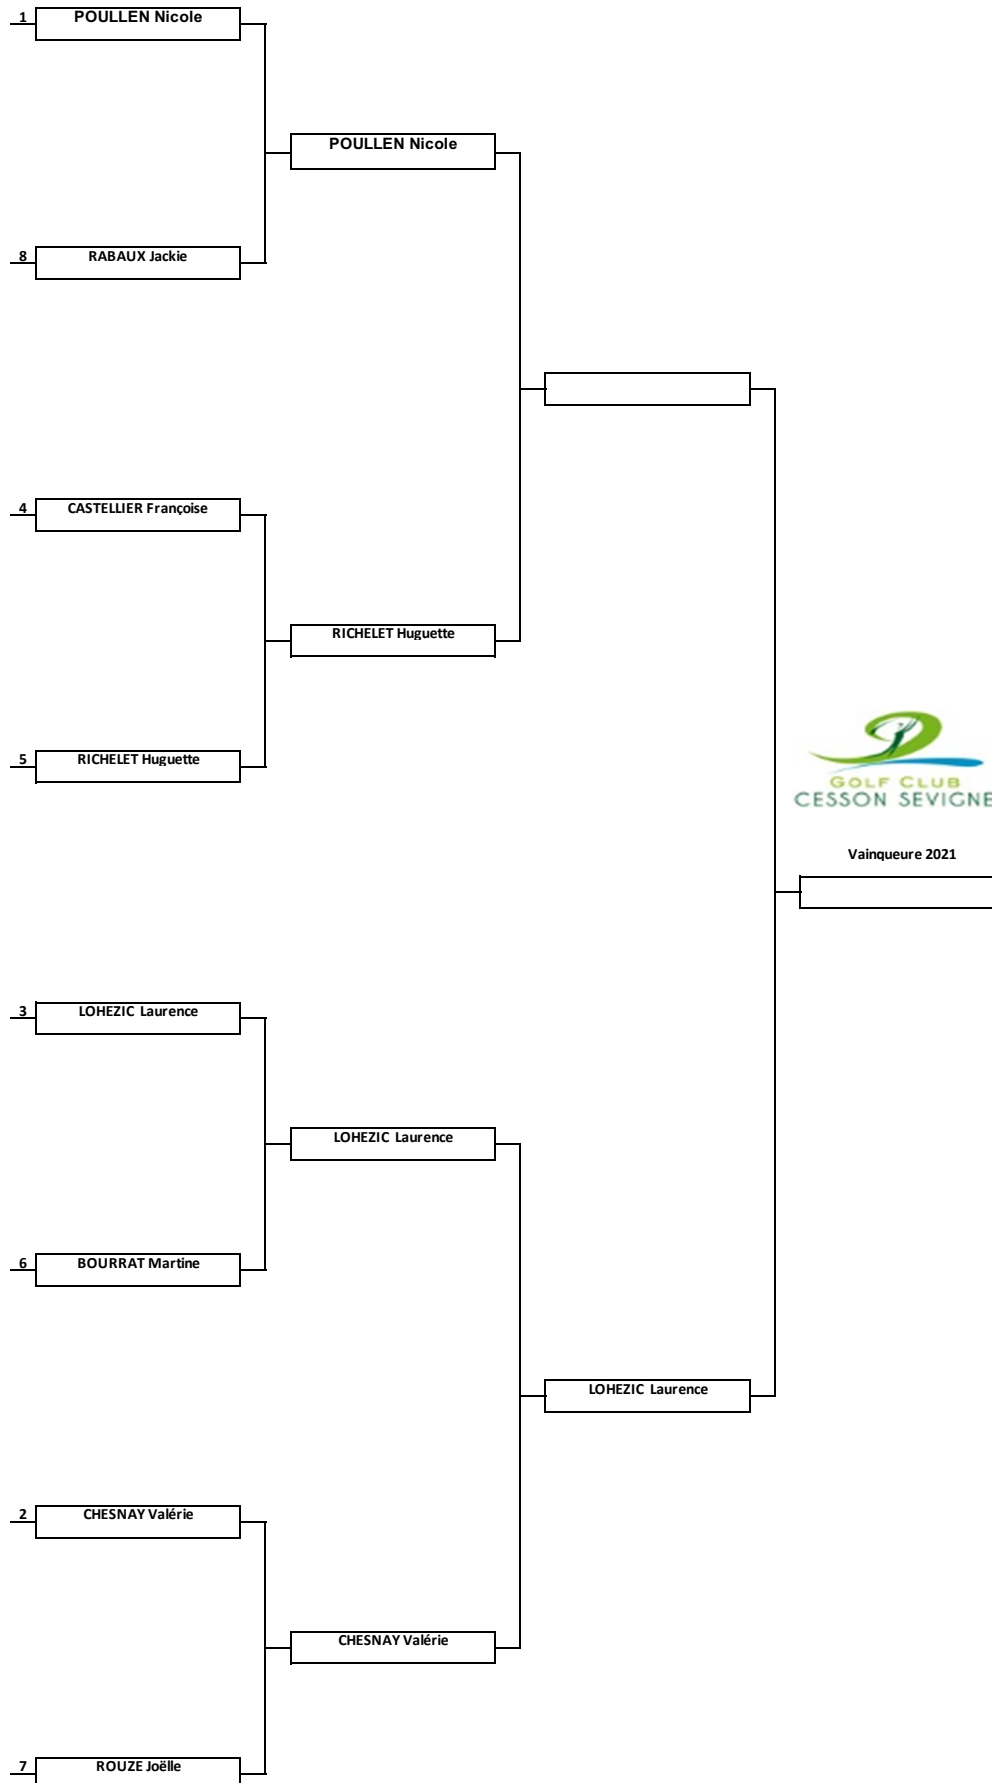 1
POULLEN Nicole
POULLEN Nicole
8
RABAUX Jackie
4
CASTELLIER Françoise
RICHELET Huguette
5
RICHELET Huguette
GOLF CLUB
CESSON SEVIGNE
Vainqueure 2021
3
LOHEZIC Laurence
LOHEZIC Laurence
6
BOURRAT Martine
LOHEZIC Laurence
2
CHESNAY Valérie
CHESNAY Valérie
7
ROUZE Joëlle